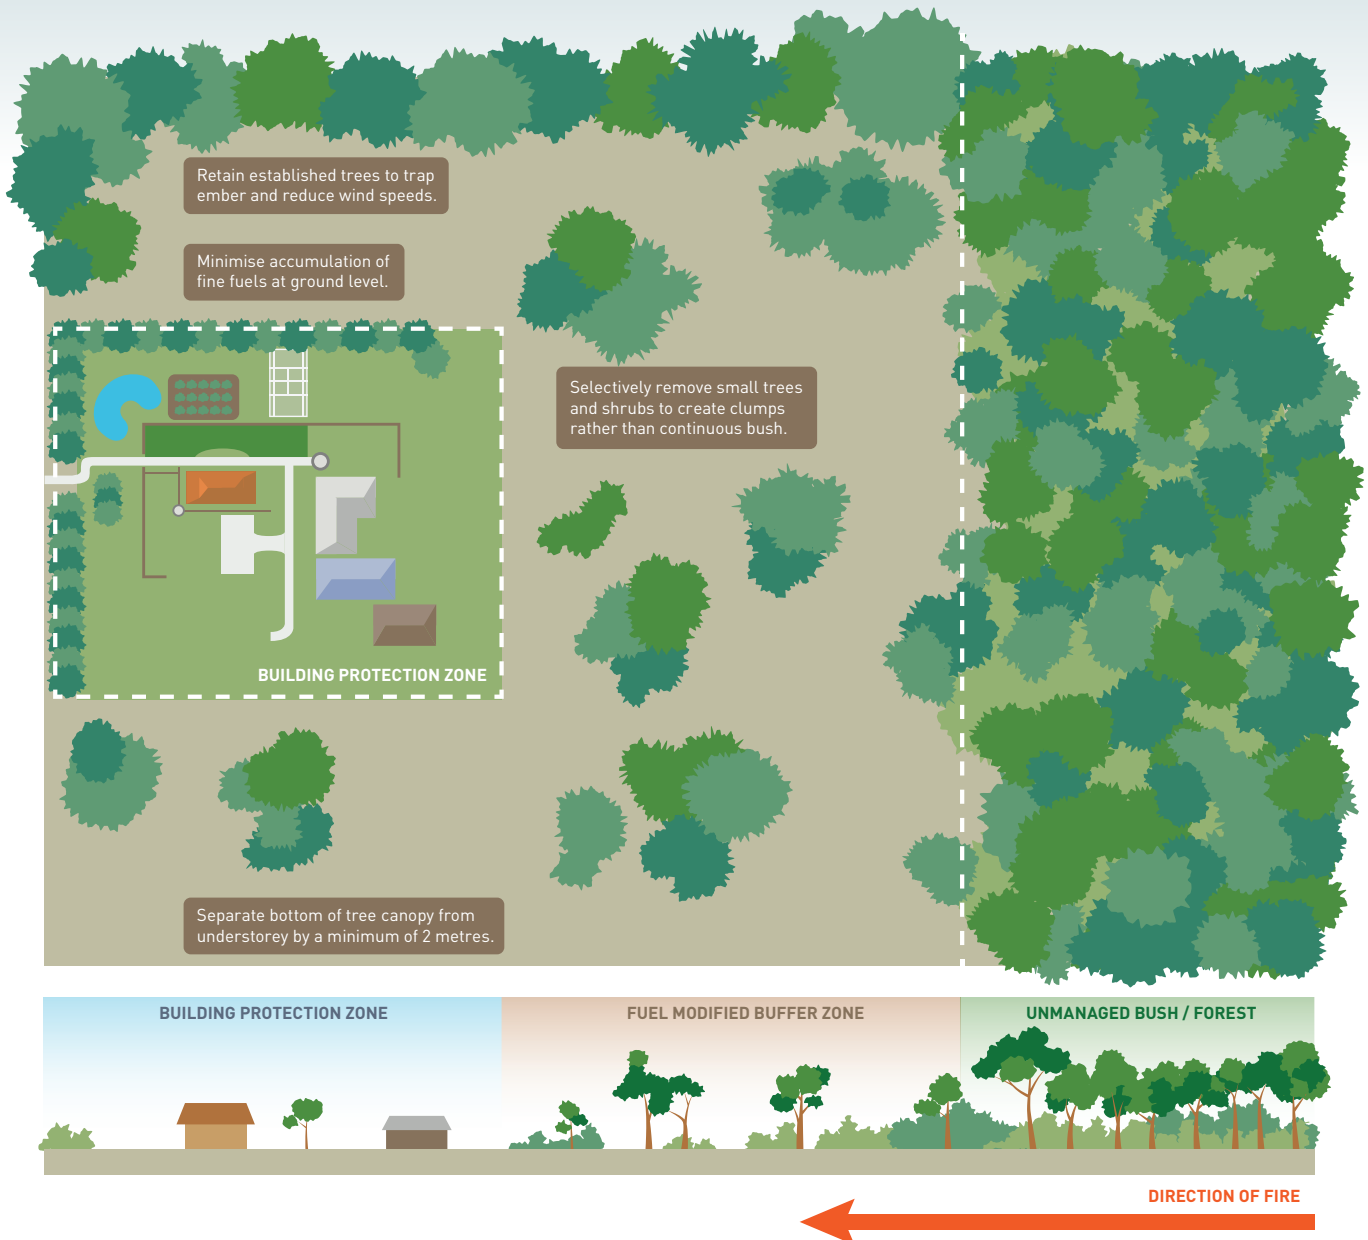 Retain established trees to trap
ember and reduce wind speeds.
Minimise accumulation of
fine fuels at ground level.
Selectively remove small trees
and shrubs to create clumps
rather than continuous bush.
BUILDING PROTECTION ZONE
Separate bottom of tree canopy from
understorey by a minimum of 2 metres.
BUILDING PROTECTION ZONE
FUEL MODIFIED BUFFER ZONE
UNMANAGED BUSH / FOREST
DIRECTION OF FIRE